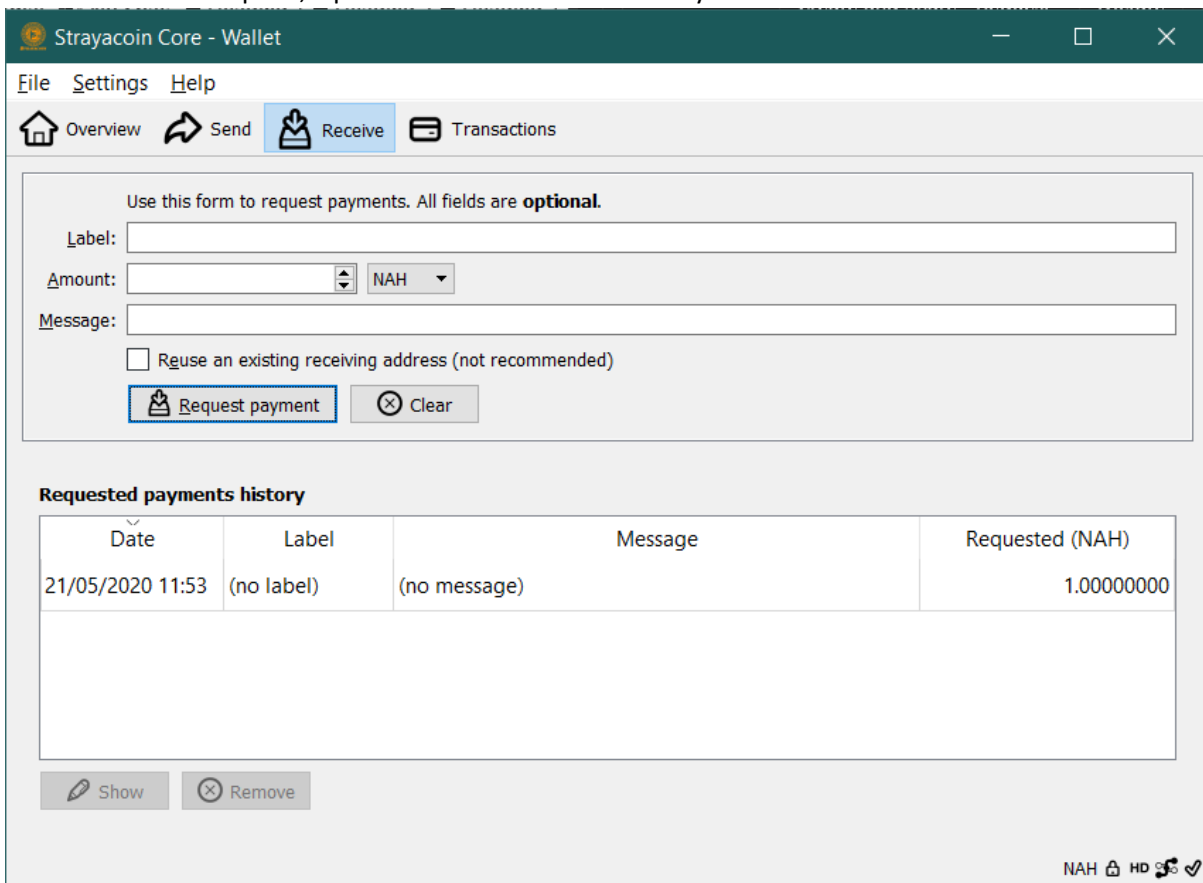 Strayacoin Core - Wallet
File Settings Help
Overview Send Receive Transactions
Use this form to request payments. All fields are optional.
Label:
Amount: NAH
Message:
Reuse an existing receiving address (not recommended)
Request payment Clear
Requested payments history
Date Label Message Requested (NAH)
21/05/2020 11:53 (no label) (no message) 1.00000000
Show Remove
NAH HD